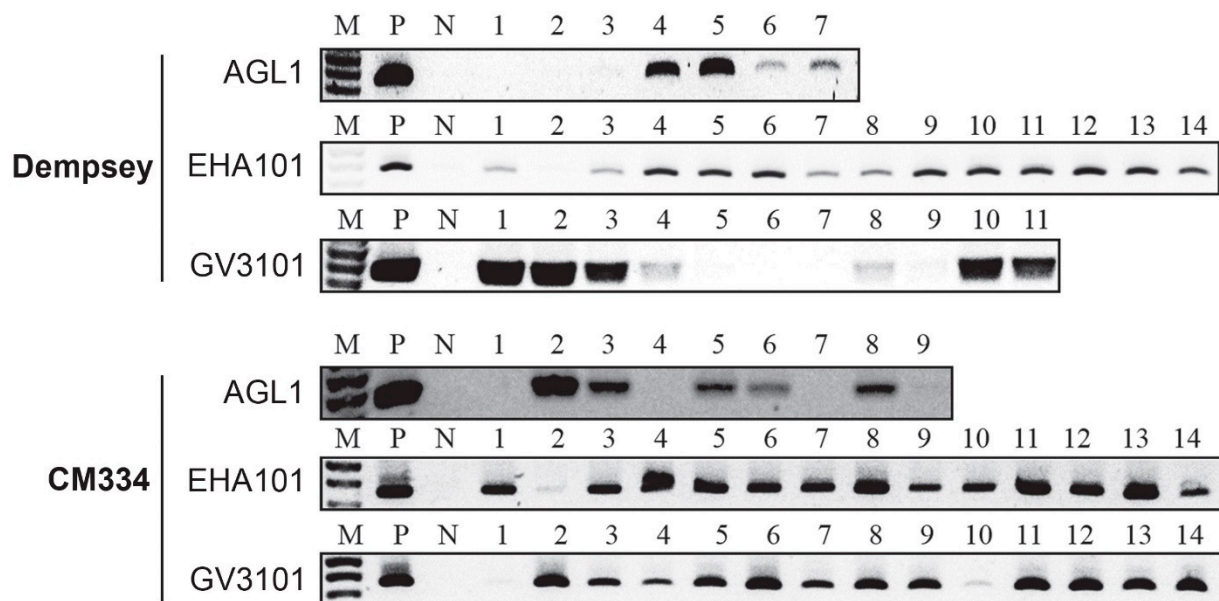 M P N 1 2 3 4 5 6 7
AGL1
M P N 1 2 3 4 5 6 7 8 9 10 11 12 13 14
Dempsey EHA101
M P N 1 2 3 4 5 6 7 8 9 10 11
GV3101
M P N 1 2 3 4 5 6 7 8 9
AGL1
M P N 1 2 3 4 5 6 7 8 9 10 11 12 13 14
CM334 EHA101
M P N 1 2 3 4 5 6 7 8 9 10 11 12 13 14
GV3101